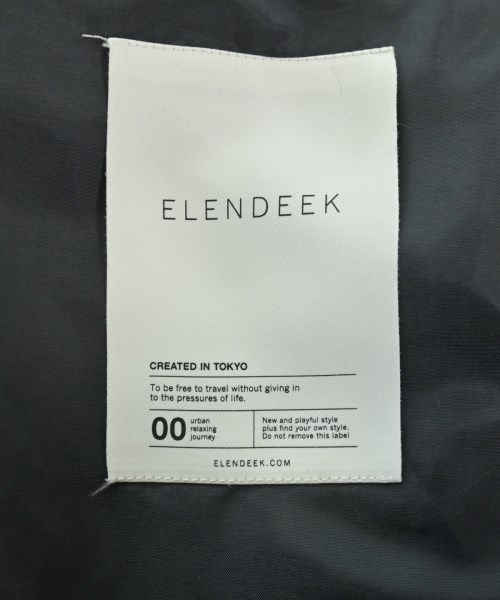 ELENDEEK
CREATED IN TOKYO
To be free to travel without giving in
to the pressures of life.
00
urban
relaxing
journey
New and playful style
plus find your own style.
Do not remove this label
ELENDEEK.COM